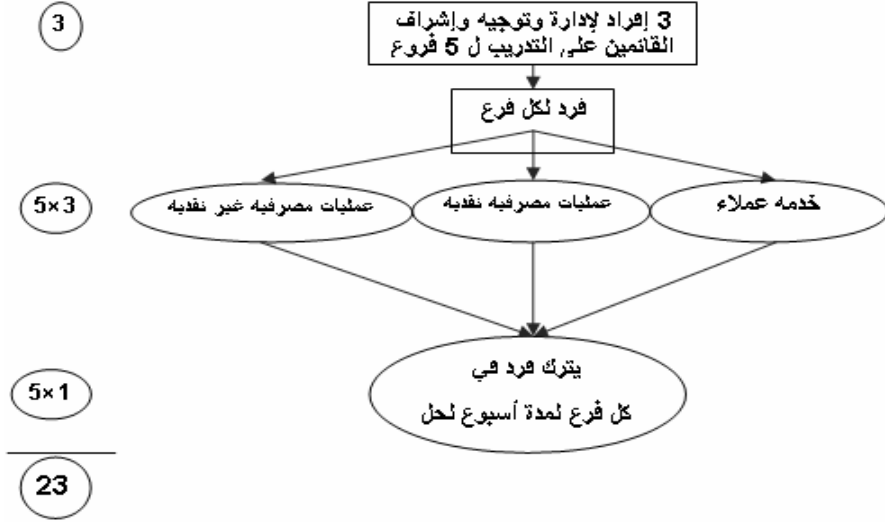 3
3 إفراد لإدارة وتوجيه وإشراف
القائمين على التدريب ل 5 فروع
فرد لكل فرع
5×3
عمليات مصرفيه غير نقديه
عمليات مصرفيه نقديه
خدمه عملاء
5×1
يترك فرد في
كل فرع لمدة أسبوع لحل
23